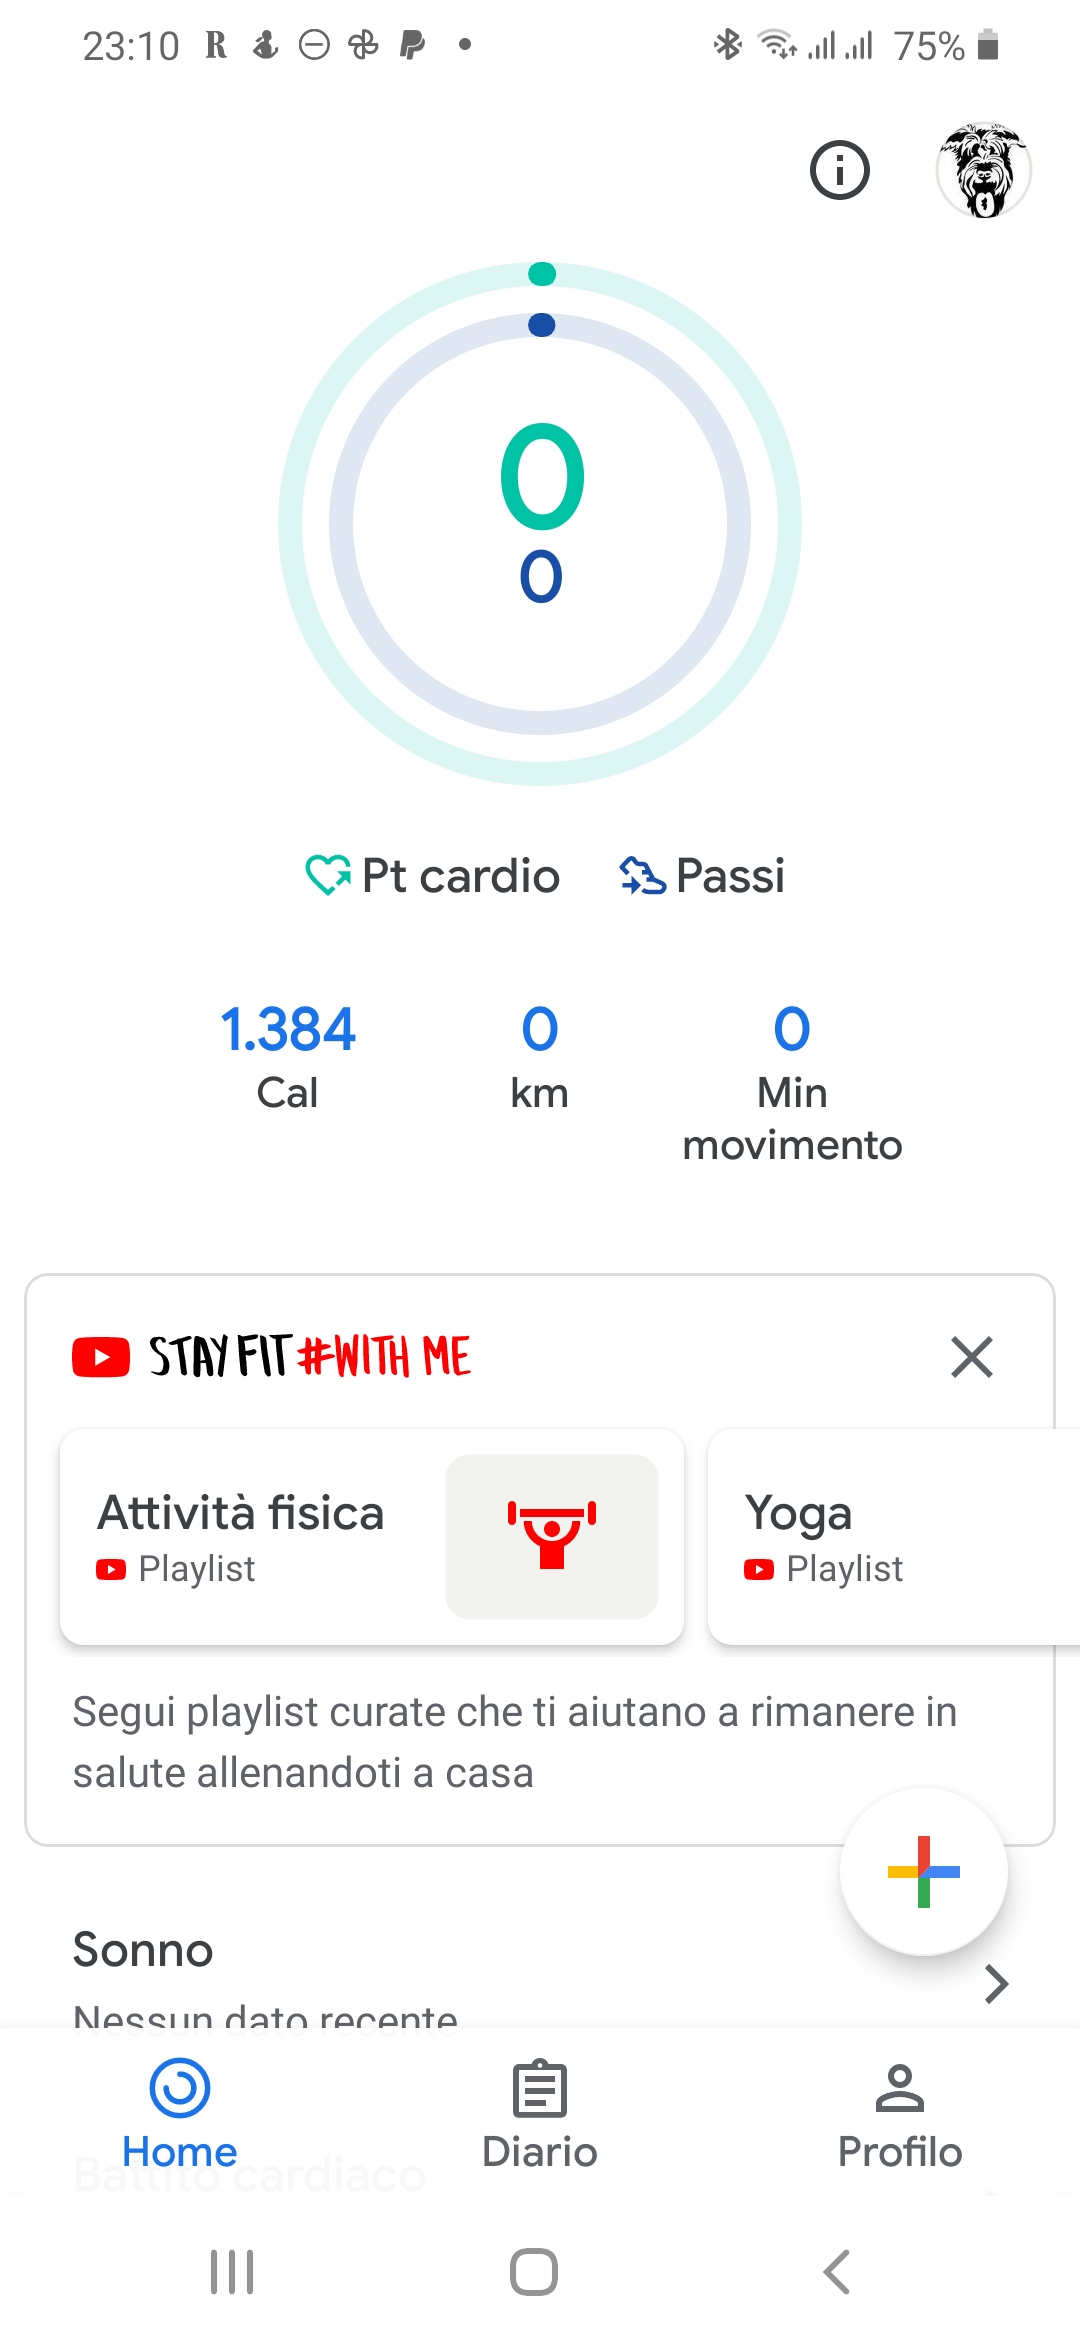 23:10 R 75%
0
0
Pt cardio Passi
1.384 0 0
Cal km Min
movimento
STAY FIT #WITH ME
Attività fisica Yoga
Playlist Playlist
Segui playlist curate che ti aiutano a rimanere in
salute allenandoti a casa
Sonno
Nessun dato recente
Battito cardiaco
Home Diario Profilo